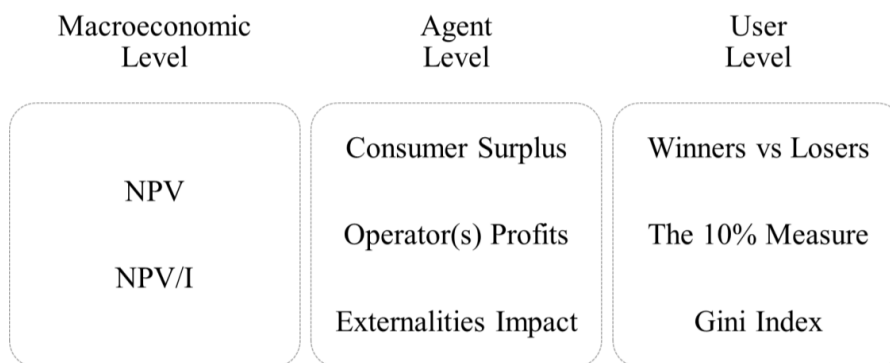 Macroeconomic
Level
Agent
Level
User
Level
NPV
NPV/I
Consumer Surplus
Operator(s) Profits
Externalities Impact
Winners vs Losers
The 10% Measure
Gini Index